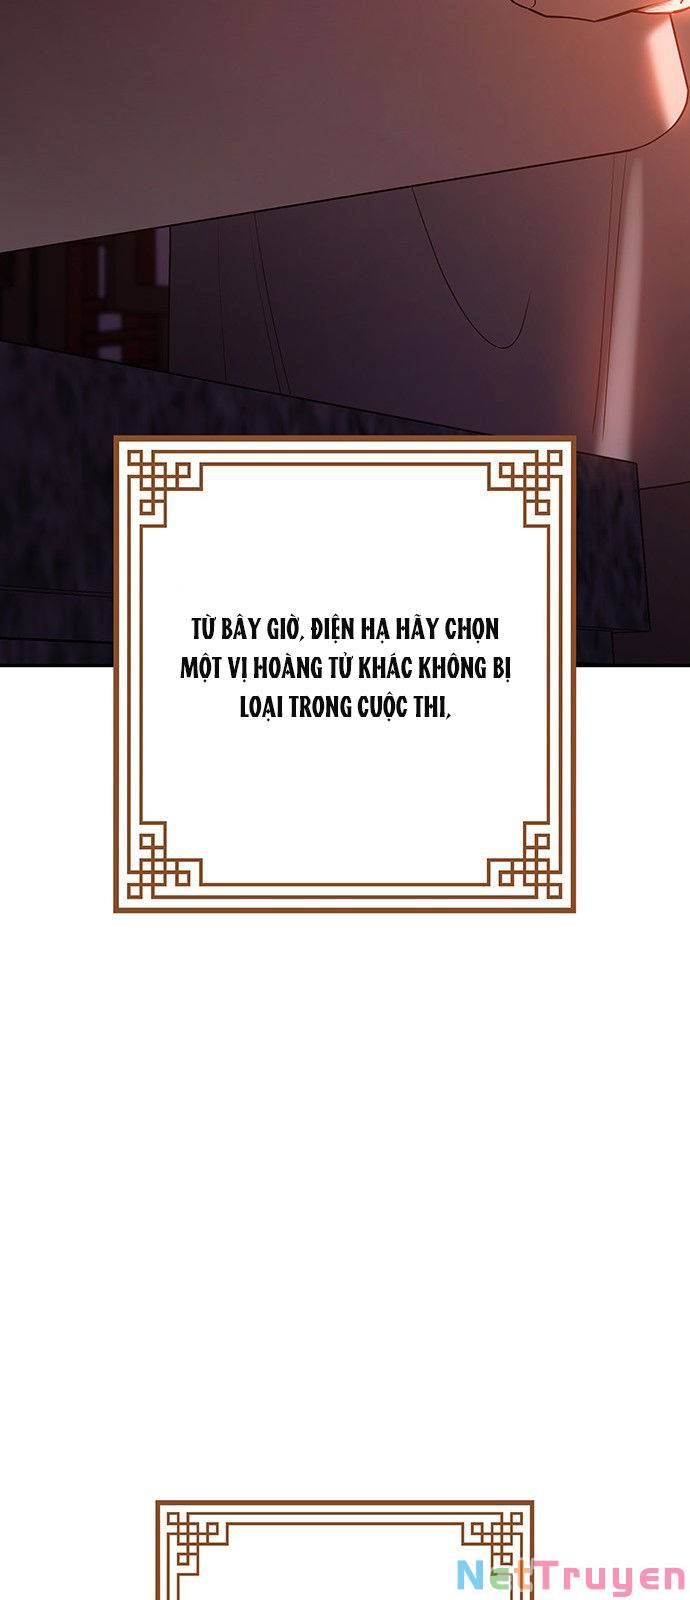 TỪ BÂY GIỜ, ĐIỆN HẠ HÃY CHỌN
MỘT VỊ HOÀNG TỬ KHÁC KHÔNG BỊ
LOẠI TRONG CUỘC THI,
NetTruyen